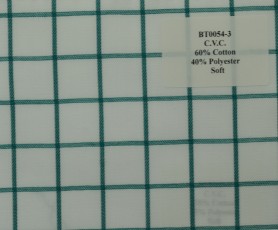 BT0054-3
C.V.C.
60% Cotton
40% Polyester
Soft